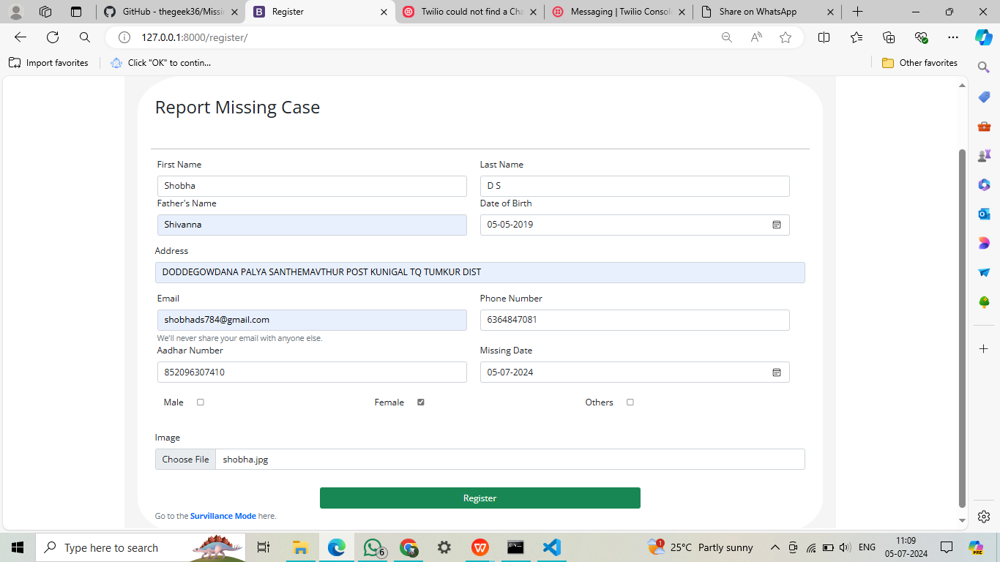 GitHub - thegeek36/Missin
Register
Twilio could not find a Cha
Messaging | Twilio Consol
Share on WhatsApp
127.0.0.1:8000/register/
Import favorites
Click "OK" to contin...
Other favorites
Report Missing Case
First Name
Last Name
Shobha
D S
Father's Name
Date of Birth
Shivanna
05-05-2019
Address
DODDEGOWDANA PALYA SANTHEMAVTHUR POST KUNIGAL TQ TUMKUR DIST
Email
Phone Number
shobhads784@gmail.com
6364847081
We'll never share your email with anyone else.
Aadhar Number
Missing Date
852096307410
05-07-2024
Male
Female
Others
Image
Choose File shobha.jpg
Register
Go to the Survillance Mode here.
Type here to search
6
1
25°C Partly sunny
ENG
11:09
05-07-2024
PRE